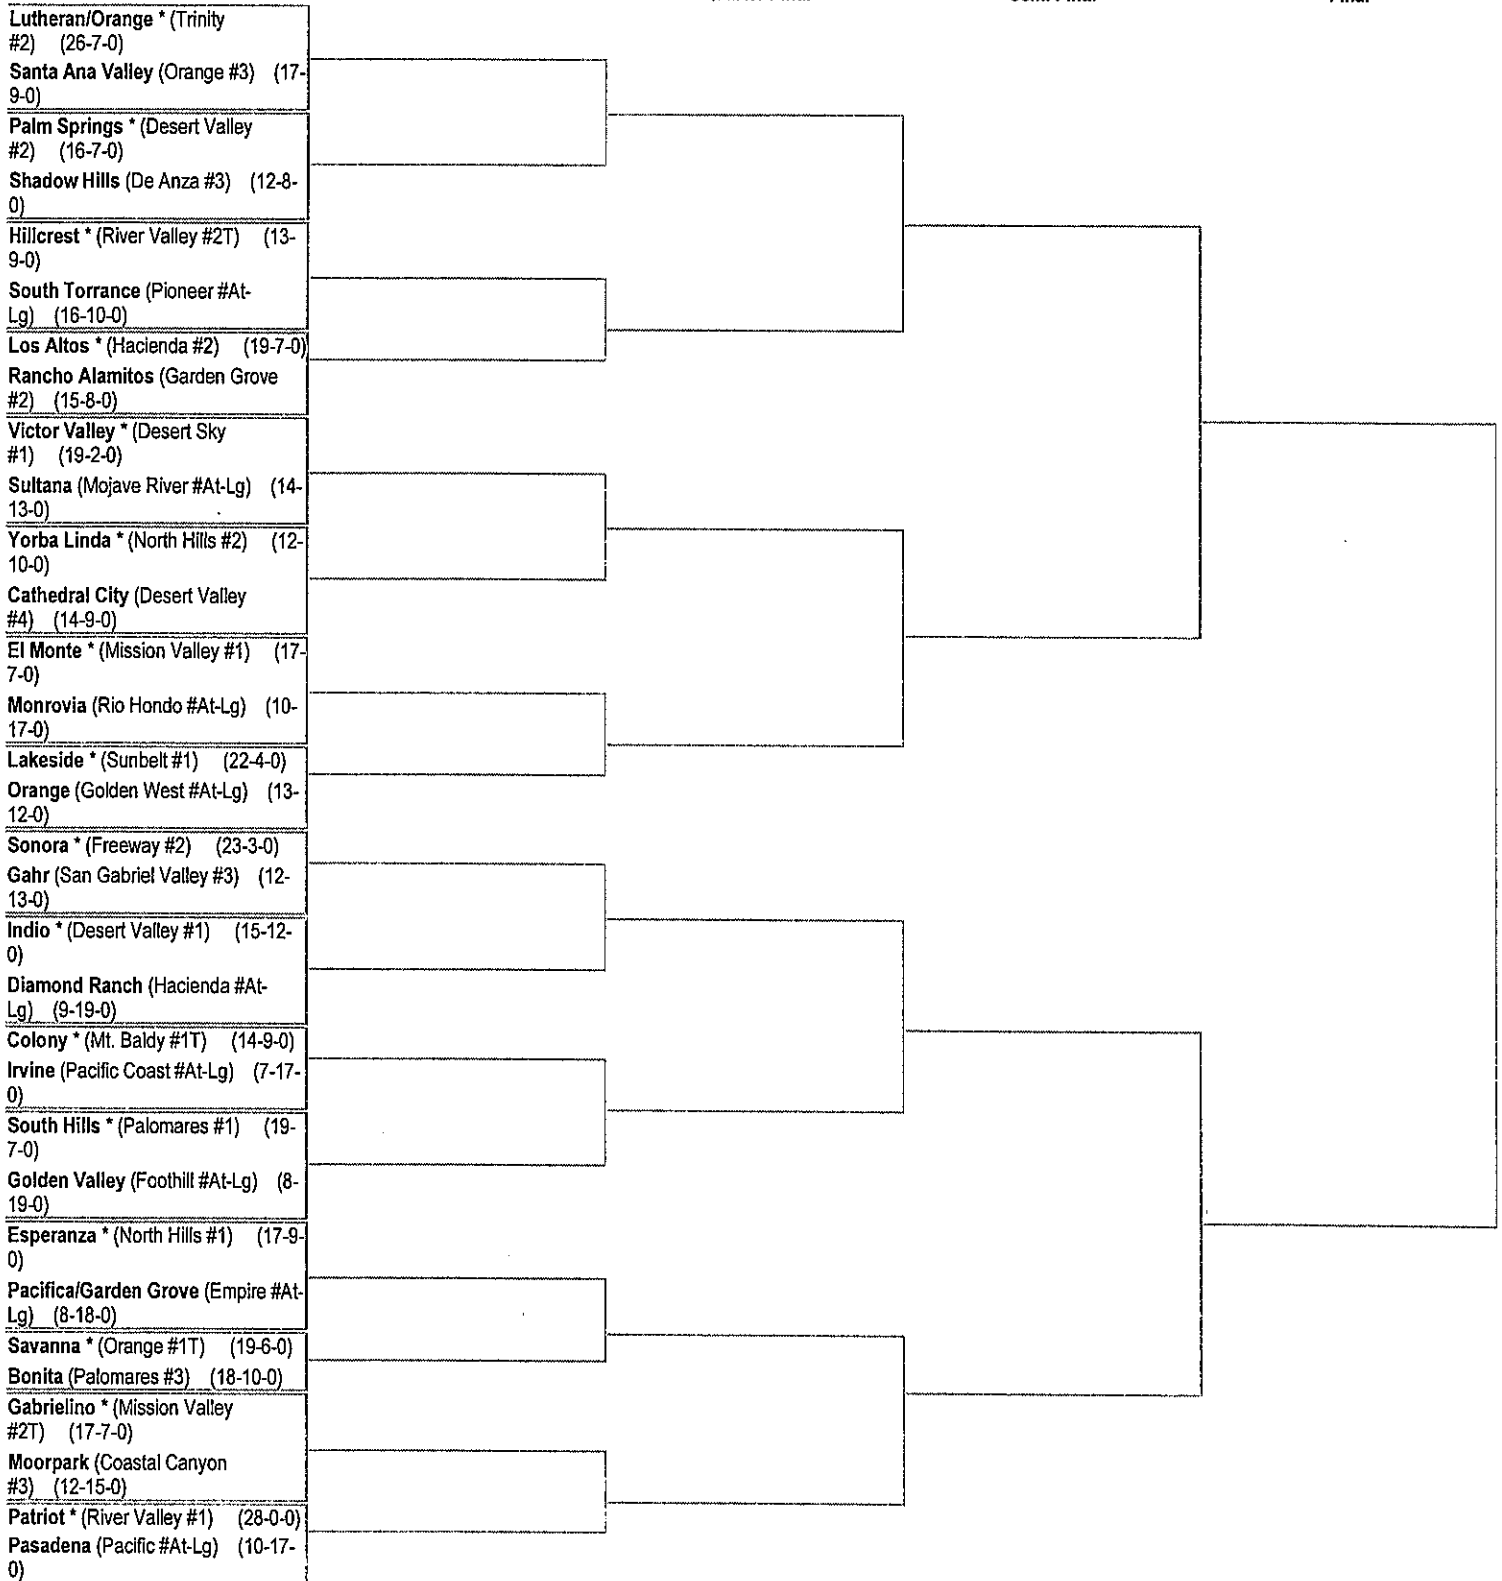 Lutheran/Orange * (Trinity
#2) (26-7-0)
Santa Ana Valley (Orange #3) (17-
9-0)
Palm Springs * (Desert Valley
#2) (16-7-0)
Shadow Hills (De Anza #3) (12-8-
0)
Hillcrest * (River Valley #2T) (13-
9-0)
South Torrance (Pioneer #At-
Lg) (16-10-0)
Los Altos * (Hacienda #2) (19-7-0)
Rancho Alamitos (Garden Grove
#2) (15-8-0)
Victor Valley * (Desert Sky
#1) (19-2-0)
Sultana (Mojave River #At-Lg) (14-
13-0)
Yorba Linda * (North Hills #2) (12-
10-0)
Cathedral City (Desert Valley
#4) (14-9-0)
El Monte * (Mission Valley #1) (17-
7-0)
Monrovia (Rio Hondo #At-Lg) (10-
17-0)
Lakeside * (Sunbelt #1) (22-4-0)
Orange (Golden West #At-Lg) (13-
12-0)
Sonora * (Freeway #2) (23-3-0)
Gahr (San Gabriel Valley #3) (12-
13-0)
Indio * (Desert Valley #1) (15-12-
0)
Diamond Ranch (Hacienda #At-
Lg) (9-19-0)
Colony * (Mt. Baldy #1T) (14-9-0)
Irvine (Pacific Coast #At-Lg) (7-17-
0)
South Hills * (Palomares #1) (19-
7-0)
Golden Valley (Foothill #At-Lg) (8-
19-0)
Esperanza * (North Hills #1) (17-9-
0)
Pacifica/Garden Grove (Empire #At-
Lg) (8-18-0)
Savanna * (Orange #1T) (19-6-0)
Bonita (Palomares #3) (18-10-0)
Gabrielino * (Mission Valley
#2T) (17-7-0)
Moorpark (Coastal Canyon
#3) (12-15-0)
Patriot * (River Valley #1) (28-0-0)
Pasadena (Pacific #At-Lg) (10-17-
0)